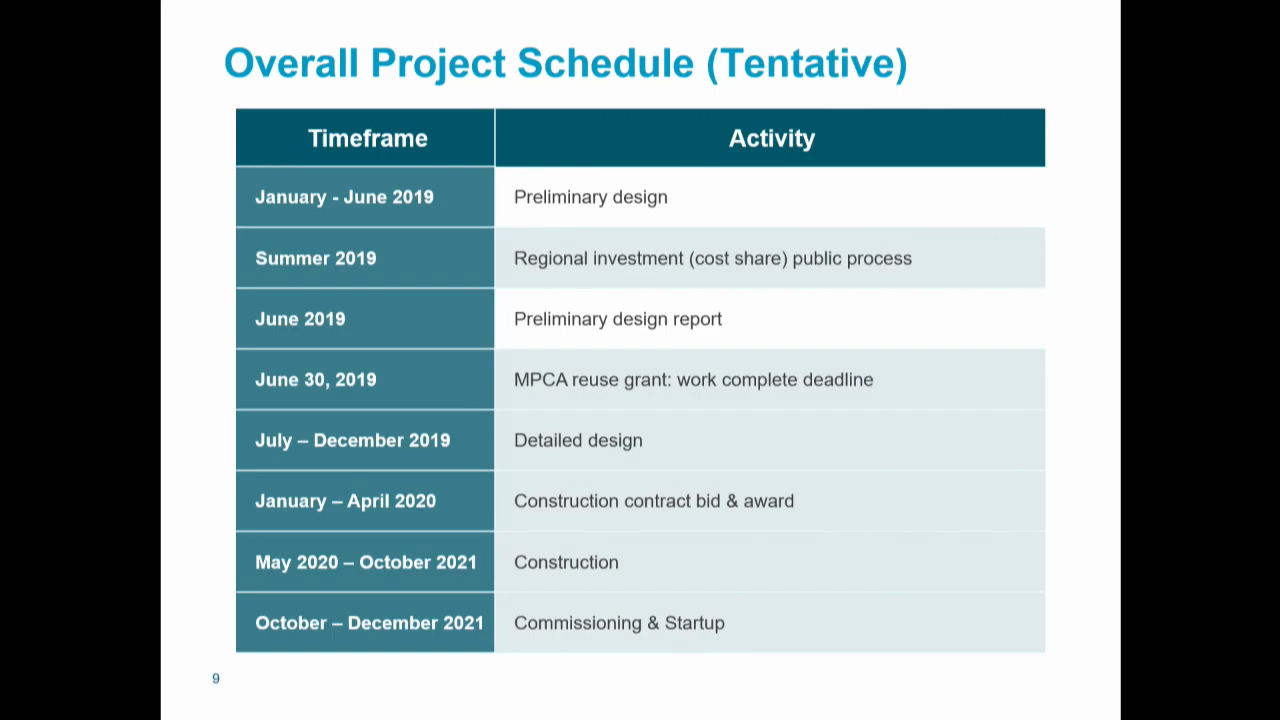 Overall Project Schedule (Tentative)
Timeframe Activity
January - June 2019 Preliminary design
Summer 2019 Regional investment (cost share) public process
June 2019 Preliminary design report
June 30, 2019 MPCA reuse grant: work complete deadline
July – December 2019 Detailed design
January – April 2020 Construction contract bid & award
May 2020 – October 2021 Construction
October – December 2021 Commissioning & Startup
9